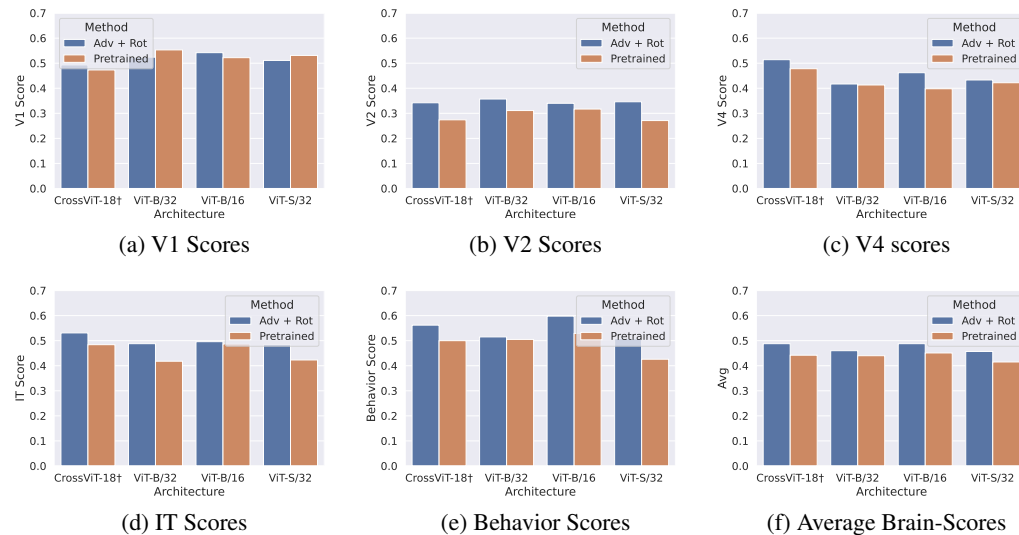 0.7
0.6
0.5
0.4
0.3
0.2
0.1
0.0
V1 Score
Method
Adv + Rot
Pretrained
CrossViT-18† ViT-B/32 ViT-B/16 ViT-S/32
Architecture
(a) V1 Scores
0.7
0.6
0.5
0.4
0.3
0.2
0.1
0.0
V2 Score
Method
Adv + Rot
Pretrained
CrossViT-18† ViT-B/32 ViT-B/16 ViT-S/32
Architecture
(b) V2 Scores
0.7
0.6
0.5
0.4
0.3
0.2
0.1
0.0
V4 Score
Method
Adv + Rot
Pretrained
CrossViT-18† ViT-B/32 ViT-B/16 ViT-S/32
Architecture
(c) V4 scores
0.7
0.6
0.5
0.4
0.3
0.2
0.1
0.0
IT Score
Method
Adv + Rot
Pretrained
CrossViT-18† ViT-B/32 ViT-B/16 ViT-S/32
Architecture
(d) IT Scores
0.7
0.6
0.5
0.4
0.3
0.2
0.1
0.0
Behavior Score
Method
Adv + Rot
Pretrained
CrossViT-18† ViT-B/32 ViT-B/16 ViT-S/32
Architecture
(e) Behavior Scores
0.7
0.6
0.5
0.4
0.3
0.2
0.1
0.0
Avg
Method
Adv + Rot
Pretrained
CrossViT-18† ViT-B/32 ViT-B/16 ViT-S/32
Architecture
(f) Average Brain-Scores